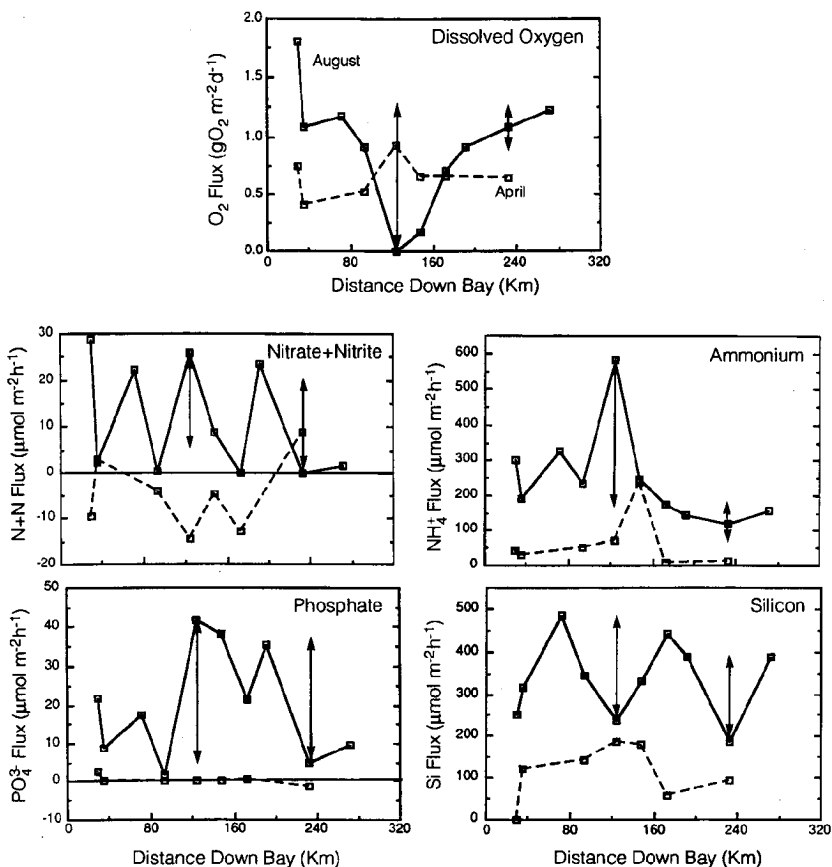 Dissolved Oxygen
August
April
O₂ Flux (gO₂ m⁻²d⁻¹)
2.0
1.5
1.0
0.5
0.0
0 80 160 240 320
Distance Down Bay (Km)
Nitrate+Nitrite
N+N Flux (µmol m⁻²h⁻¹)
30
20
10
0
-10
-20
Ammonium
NH₄⁺ Flux (µmol m⁻²h⁻¹)
600
500
400
300
200
100
0
Phosphate
PO₄³⁻ Flux (µmol m⁻²h⁻¹)
50
40
30
20
10
0
-10
0 80 160 240 320
Distance Down Bay (Km)
Silicon
Si Flux (µmol m⁻²h⁻¹)
500
400
300
200
100
0
0 80 160 240 320
Distance Down Bay (Km)